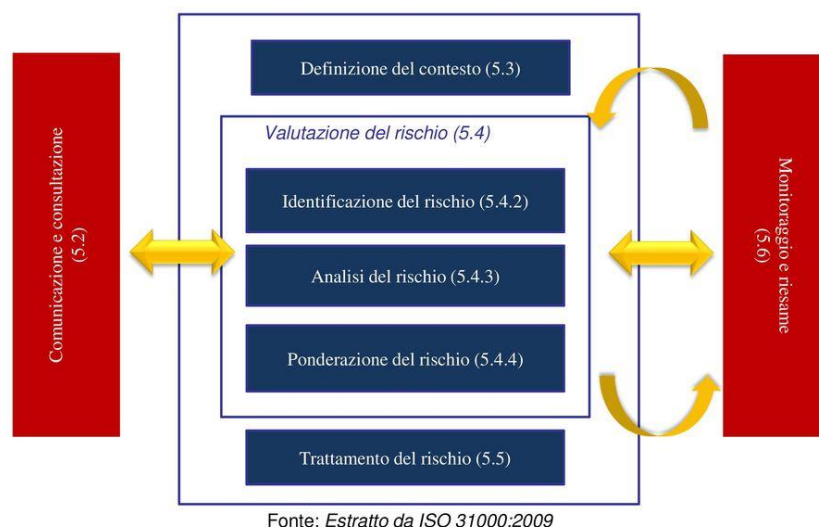 Comunicazione e consultazione
(5.2)
Definizione del contesto (5.3)
Valutazione del rischio (5.4)
Identificazione del rischio (5.4.2)
Analisi del rischio (5.4.3)
Ponderazione del rischio (5.4.4)
Trattamento del rischio (5.5)
Monitoraggio e riesame
(5.6)
Fonte: Estratto da ISO 31000:2009